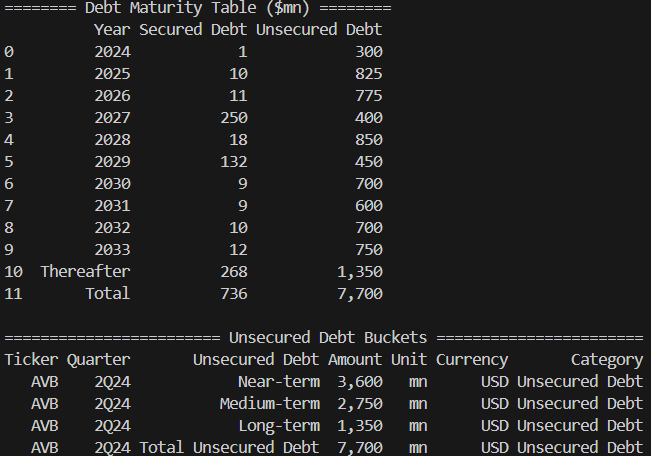 ======== Debt Maturity Table ($mn) ========
Year Secured Debt Unsecured Debt
0 2024 1 300
1 2025 10 825
2 2026 11 775
3 2027 250 400
4 2028 18 850
5 2029 132 450
6 2030 9 700
7 2031 9 600
8 2032 10 700
9 2033 12 750
10 Thereafter 268 1,350
11 Total 736 7,700
======================== Unsecured Debt Buckets =======================
Ticker Quarter Unsecured Debt Amount Unit Currency Category
AVB 2Q24 Near-term 3,600 mn USD Unsecured Debt
AVB 2Q24 Medium-term 2,750 mn USD Unsecured Debt
AVB 2Q24 Long-term 1,350 mn USD Unsecured Debt
AVB 2Q24 Total Unsecured Debt 7,700 mn USD Unsecured Debt